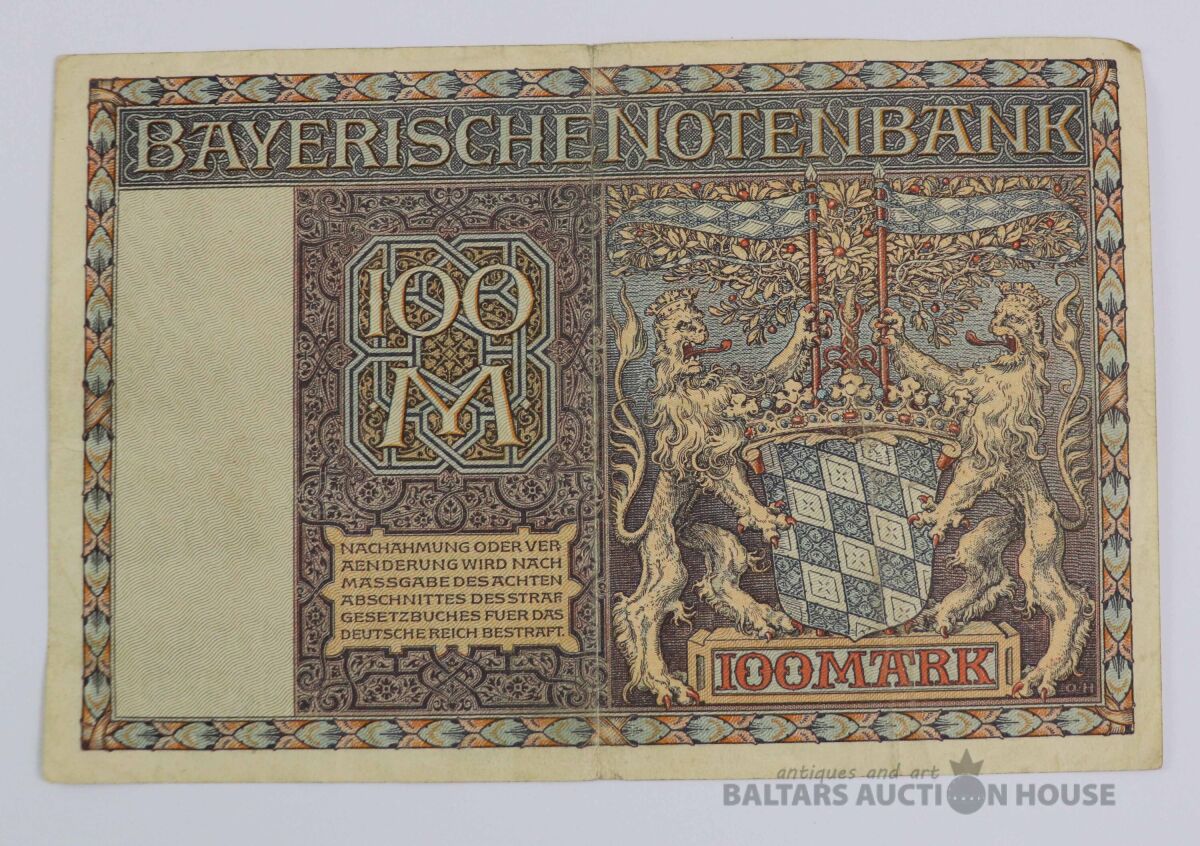 BAYERISCHE NOTENBANK
100
M
NACHAHMUNG ODER VER-
AENDERUNG WIRD NACH
MASSGABE DES ACHTEN
ABSCHNITTES DES STRAF
GESETZBUCHES FUER DAS
DEUTSCHE REICH BESTRAFT.
100 MARK
O·H
antiques and art
BALTARS AUCTION HOUSE